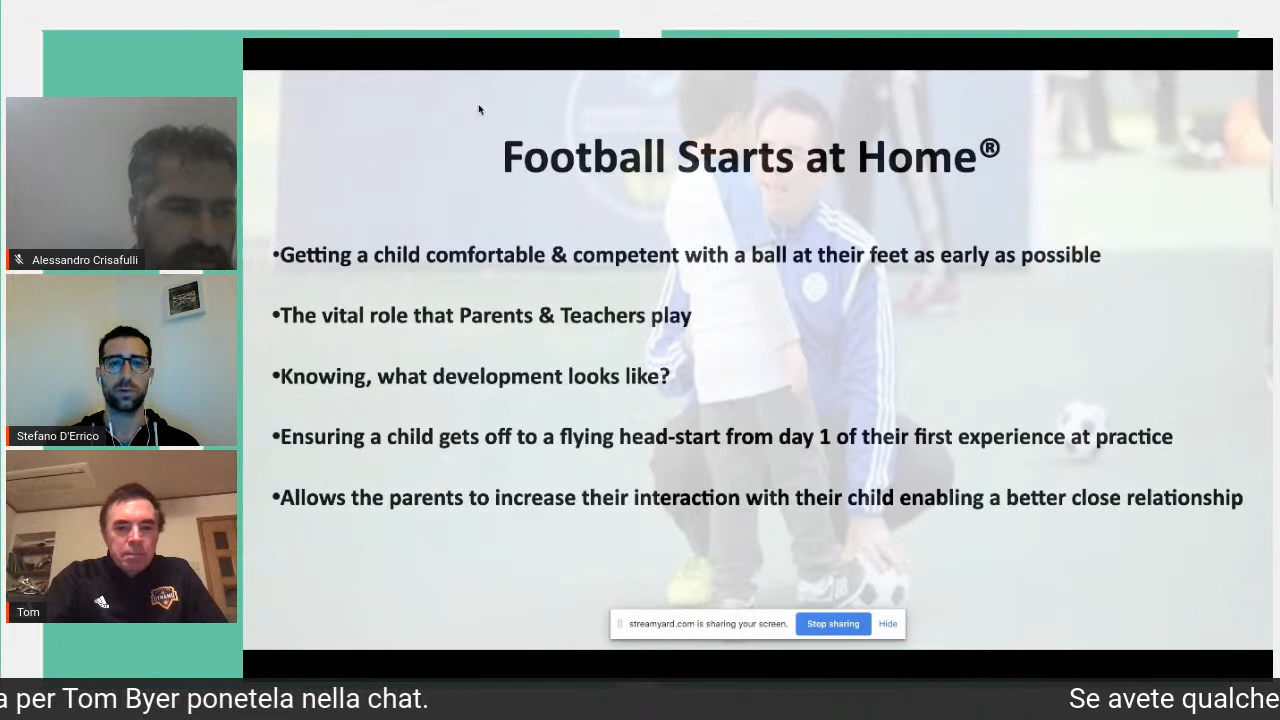 Football Starts at Home®
•Getting a child comfortable & competent with a ball at their feet as early as possible
•The vital role that Parents & Teachers play
•Knowing, what development looks like?
•Ensuring a child gets off to a flying head-start from day 1 of their first experience at practice
•Allows the parents to increase their interaction with their child enabling a better close relationship
Alessandro Crisafulli
Stefano D'Errico
Tom
DYNAMO
streamyard.com is sharing your screen. Stop sharing Hide
a per Tom Byer ponetela nella chat. Se avete qualche